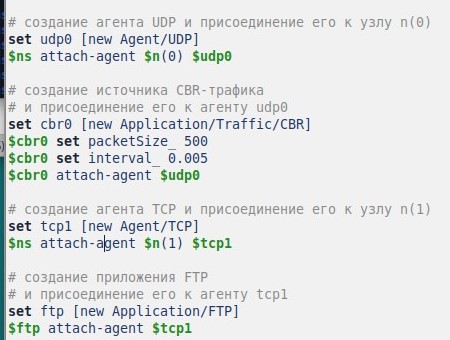 # создание агента UDP и присоединение его к узлу n(0)
set udp0 [new Agent/UDP]
$ns attach-agent $n(0) $udp0
# создание источника CBR-трафика
# и присоединение его к агенту udp0
set cbr0 [new Application/Traffic/CBR]
$cbr0 set packetSize_ 500
$cbr0 set interval_ 0.005
$cbr0 attach-agent $udp0
# создание агента TCP и присоединение его к узлу n(1)
set tcp1 [new Agent/TCP]
$ns attach-agent $n(1) $tcp1
# создание приложения FTP
# и присоединение его к агенту tcp1
set ftp [new Application/FTP]
$ftp attach-agent $tcp1